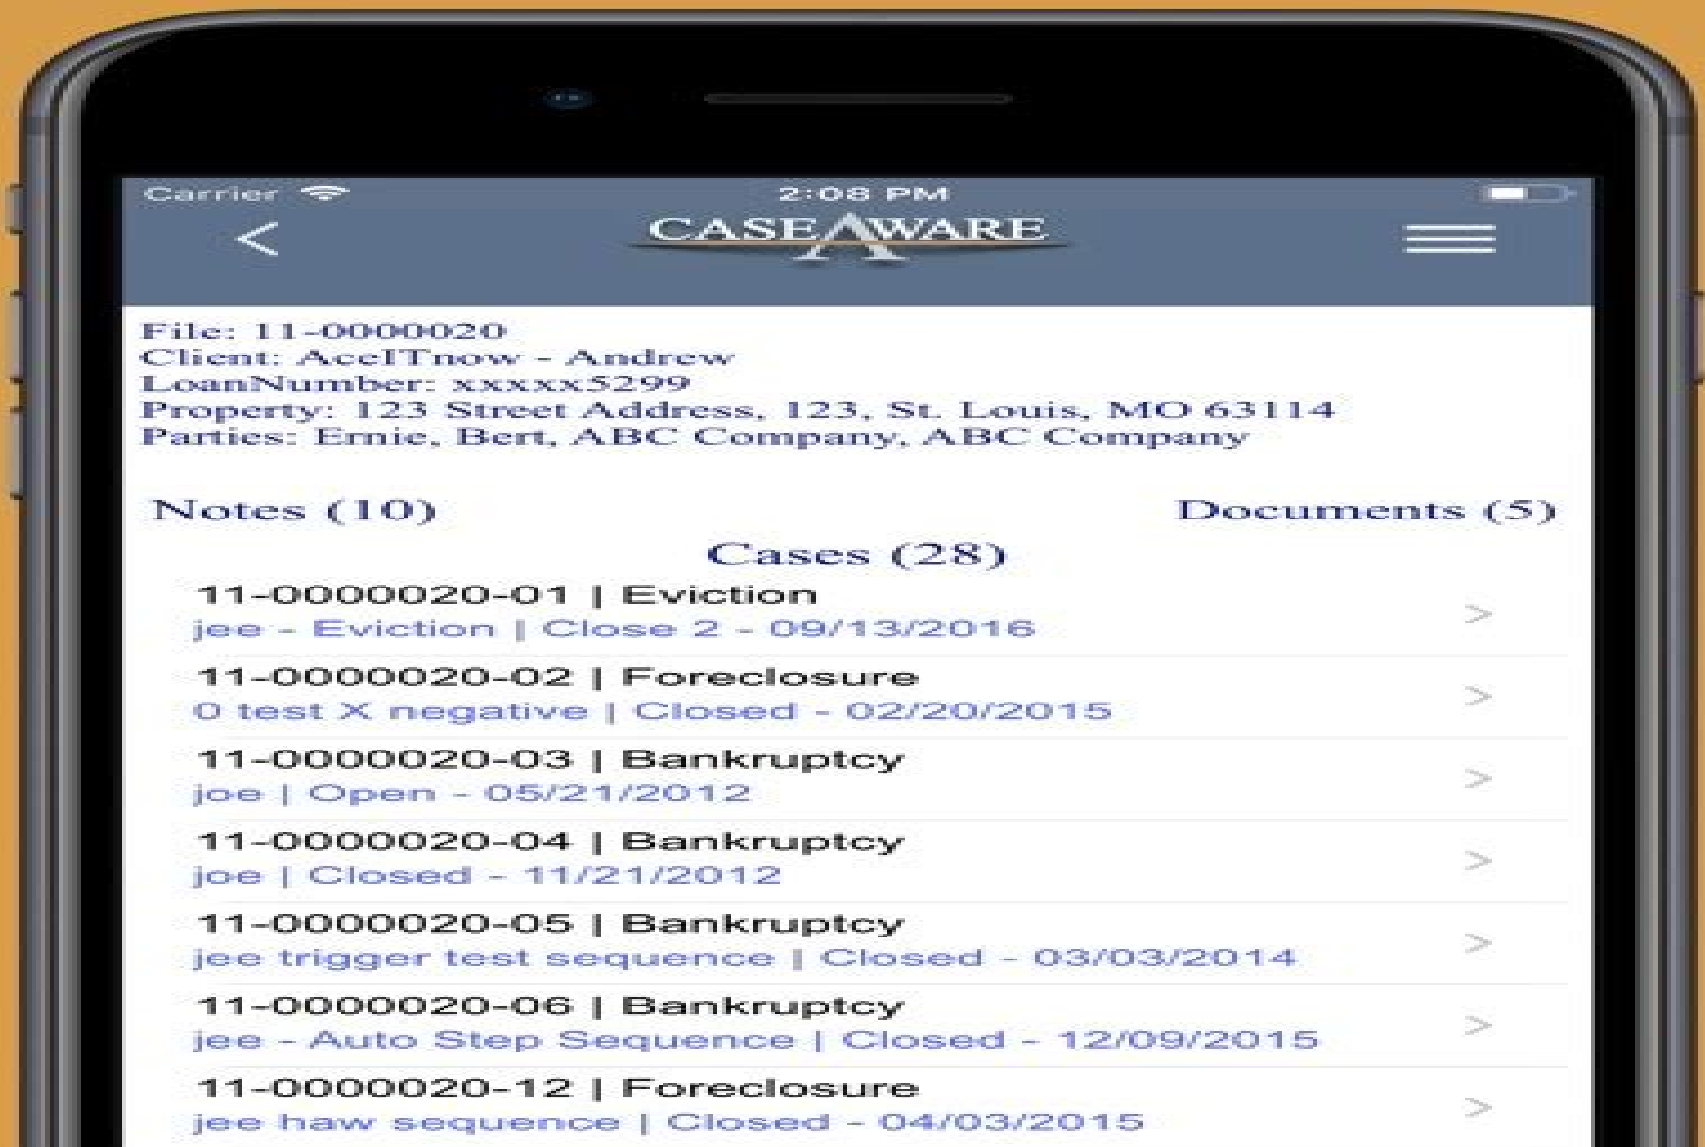 Carrier 2:08 PM
CASEAWARE
File: 11-0000020
Client: AceITnow - Andrew
LoanNumber: xxxxx5299
Property: 123 Street Address, 123, St. Louis, MO 63114
Parties: Ernie, Bert, ABC Company, ABC Company
Notes (10) Documents (5)
Cases (28)
11-0000020-01 | Eviction
jee - Eviction | Close 2 - 09/13/2016
11-0000020-02 | Foreclosure
0 test X negative | Closed - 02/20/2015
11-0000020-03 | Bankruptcy
joe | Open - 05/21/2012
11-0000020-04 | Bankruptcy
joe | Closed - 11/21/2012
11-0000020-05 | Bankruptcy
jee trigger test sequence | Closed - 03/03/2014
11-0000020-06 | Bankruptcy
jee - Auto Step Sequence | Closed - 12/09/2015
11-0000020-12 | Foreclosure
jee haw sequence | Closed - 04/03/2015